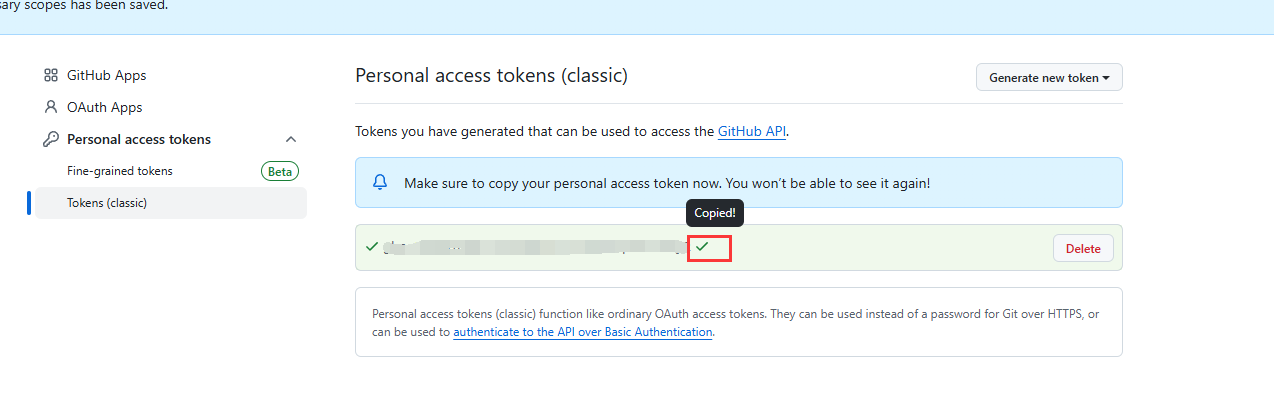 sary scopes has been saved.
GitHub Apps
OAuth Apps
Personal access tokens
Fine-grained tokens
Beta
Tokens (classic)
Personal access tokens (classic)
Generate new token
Tokens you have generated that can be used to access the GitHub API.
Make sure to copy your personal access token now. You won't be able to see it again!
Copied!
Delete
Personal access tokens (classic) function like ordinary OAuth access tokens. They can be used instead of a password for Git over HTTPS, or
can be used to authenticate to the API over Basic Authentication.